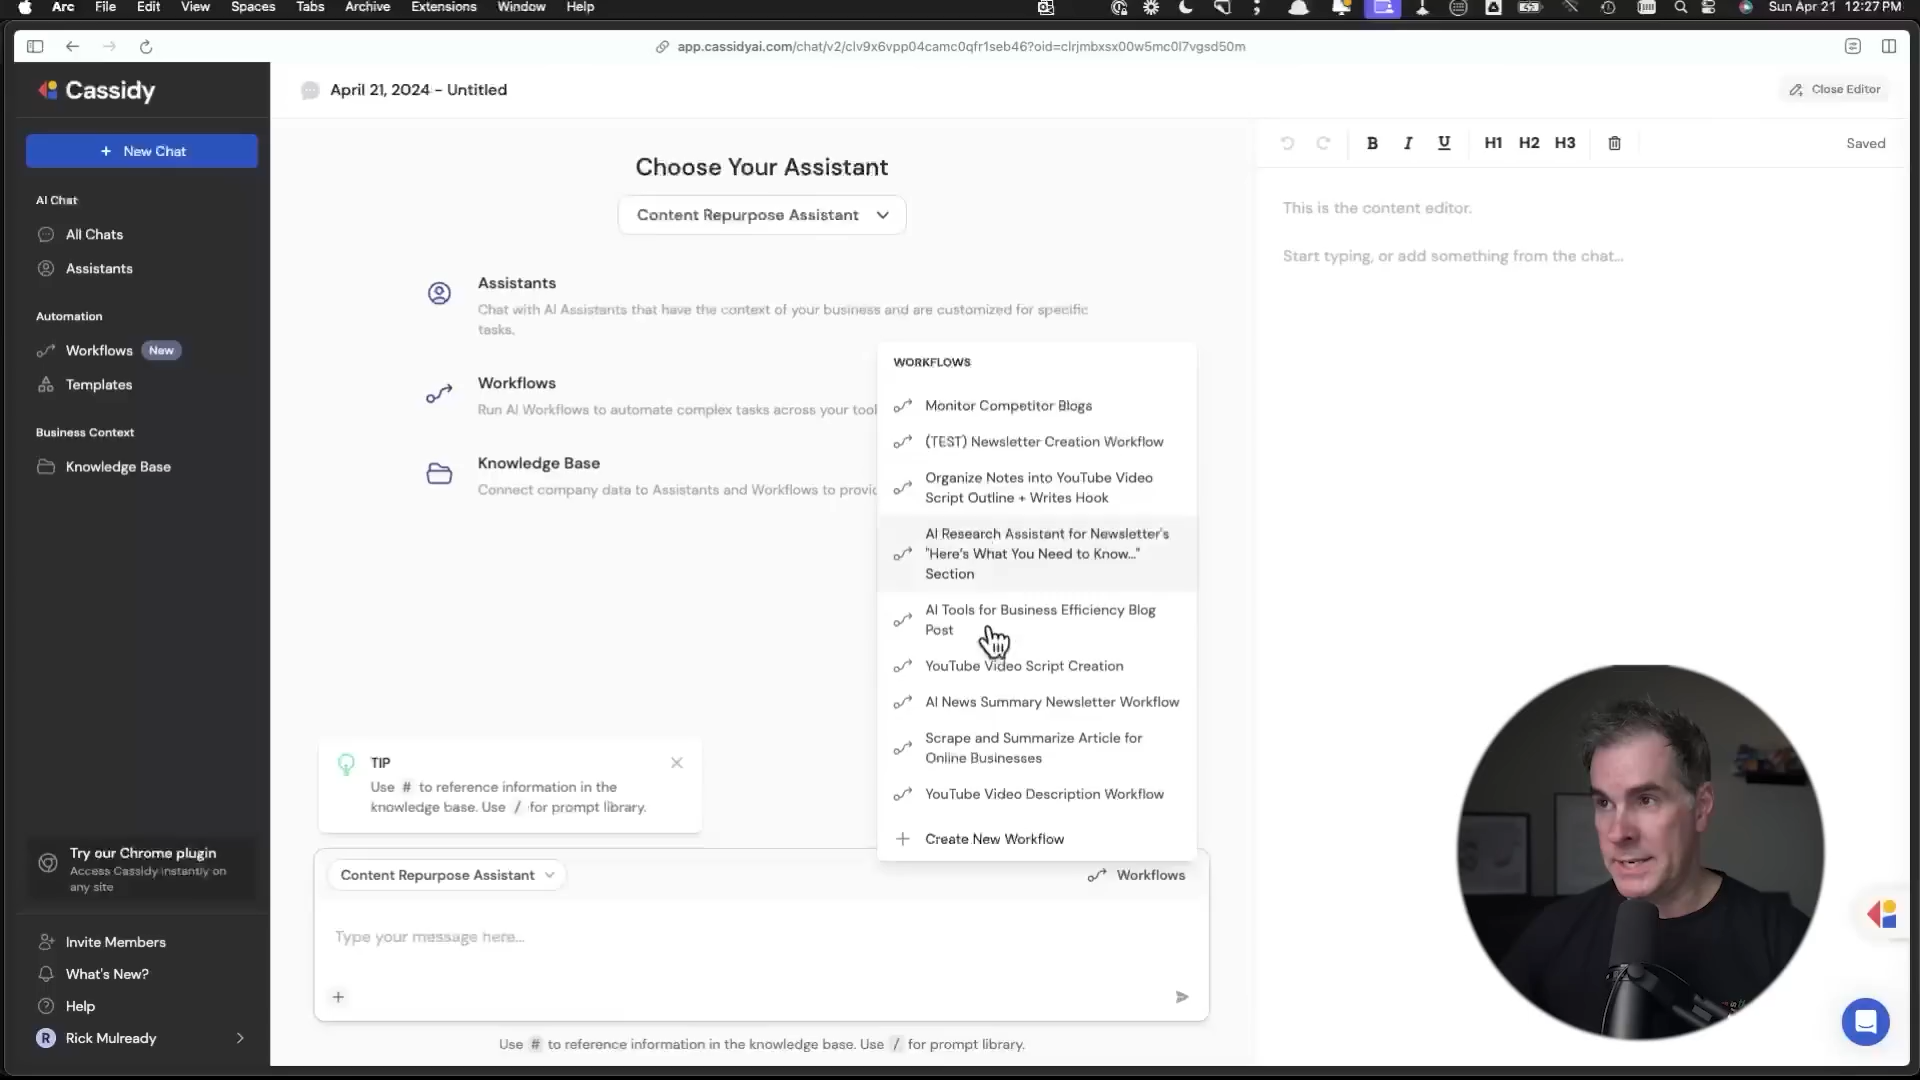 Arc File Edit View Spaces Tabs Archive Extensions Window Help Sun Apr 21 12:27 PM
app.cassidyai.com/chat/v2/clv9x6vpp04camc0qfr1seb46?oid=clrjmbxsx00w5mc0l7vgsd50m
Cassidy
April 21, 2024 - Untitled
Close Editor
+ New Chat
AI Chat
All Chats
Assistants
Automation
Workflows New
Templates
Business Context
Knowledge Base
Try our Chrome plugin
Access Cassidy instantly on
any site
Invite Members
What's New?
Help
R Rick Mulready
Choose Your Assistant
Content Repurpose Assistant
Assistants
Chat with AI Assistants that have the context of your business and are customized for specific
tasks.
Workflows
Run AI Workflows to automate complex tasks across your tool
Knowledge Base
Connect company data to Assistants and Workflows to provi
WORKFLOWS
Monitor Competitor Blogs
(TEST) Newsletter Creation Workflow
Organize Notes into YouTube Video
Script Outline + Writes Hook
AI Research Assistant for Newsletter's
"Here's What You Need to Know..."
Section
AI Tools for Business Efficiency Blog
Post
YouTube Video Script Creation
AI News Summary Newsletter Workflow
Scrape and Summarize Article for
Online Businesses
YouTube Video Description Workflow
+ Create New Workflow
TIP
Use # to reference information in the
knowledge base. Use / for prompt library.
Content Repurpose Assistant
Workflows
Type your message here...
+
Use # to reference information in the knowledge base. Use / for prompt library.
B I U H1 H2 H3
Saved
This is the content editor.
Start typing, or add something from the chat...